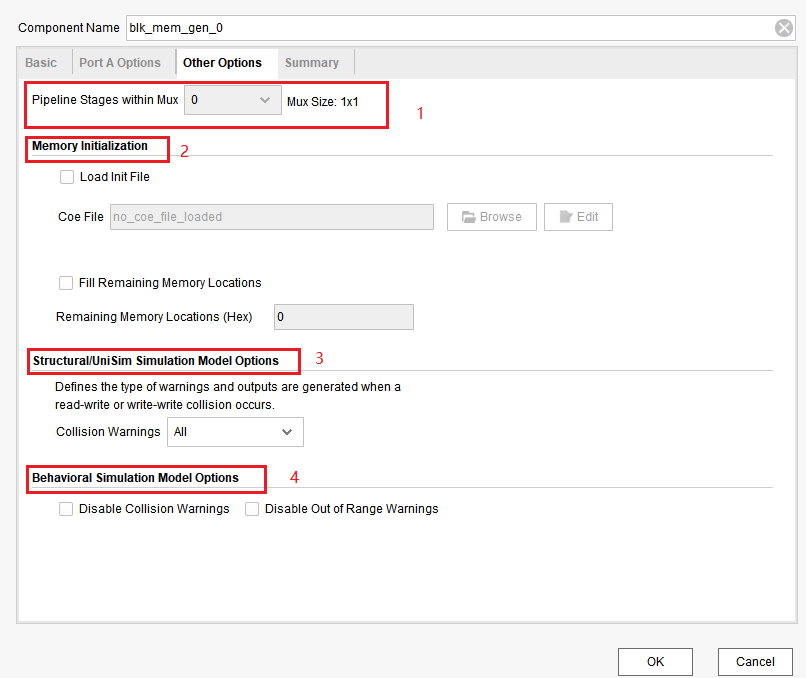 Component Name blk_mem_gen_0
Basic Port A Options Other Options Summary
Pipeline Stages within Mux 0 Mux Size: 1x1 1
Memory Initialization 2
Load Init File
Coe File no_coe_file_loaded Browse Edit
Fill Remaining Memory Locations
Remaining Memory Locations (Hex) 0
Structural/UniSim Simulation Model Options 3
Defines the type of warnings and outputs are generated when a
read-write or write-write collision occurs.
Collision Warnings All
Behavioral Simulation Model Options 4
Disable Collision Warnings Disable Out of Range Warnings
OK Cancel